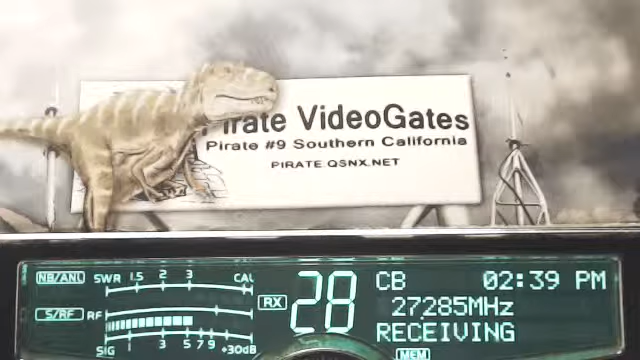 Pirate VideoGates
Pirate #9 Southern California
PIRATE QSNX.NET
NB/ANL SWR 1.5 2 3 CAL
S/RF RF
SIG 1 3 5 7 9 +30dB
RX 28
CB 02:39 PM
27285MHz
RECEIVING
MEM